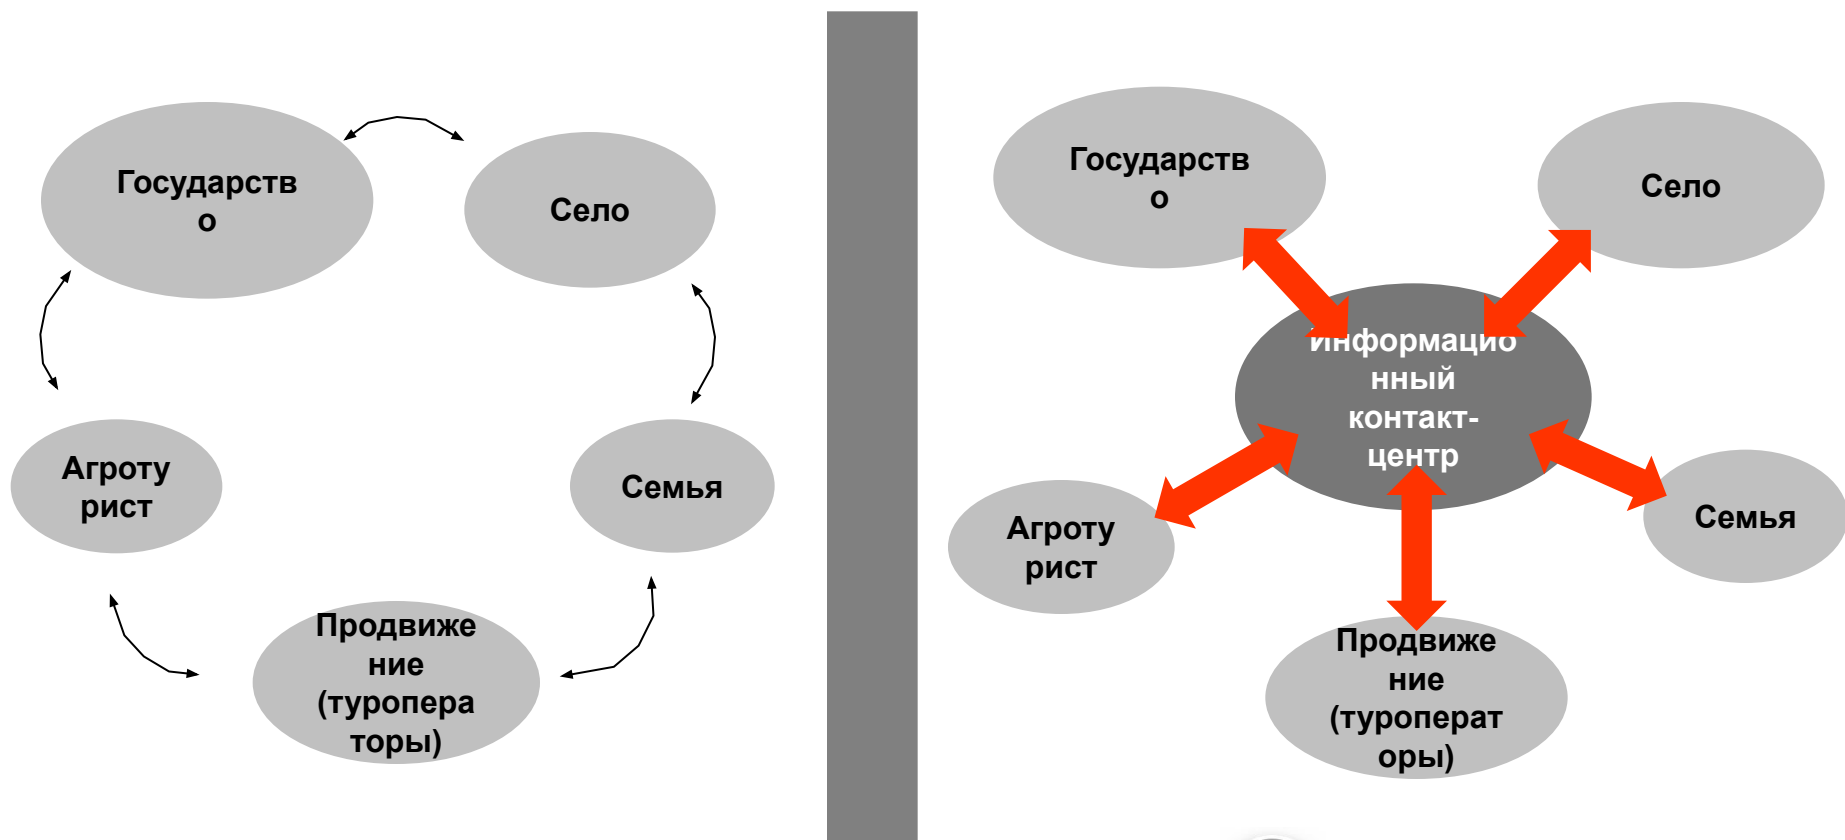 Государств
о
Село
Агроту
рист
Семья
Продвиже
ние
(туропера
торы)
Государств
о
Село
Информацио
нный
контакт-
центр
Агроту
рист
Семья
Продвиже
ние
(туроперат
оры)